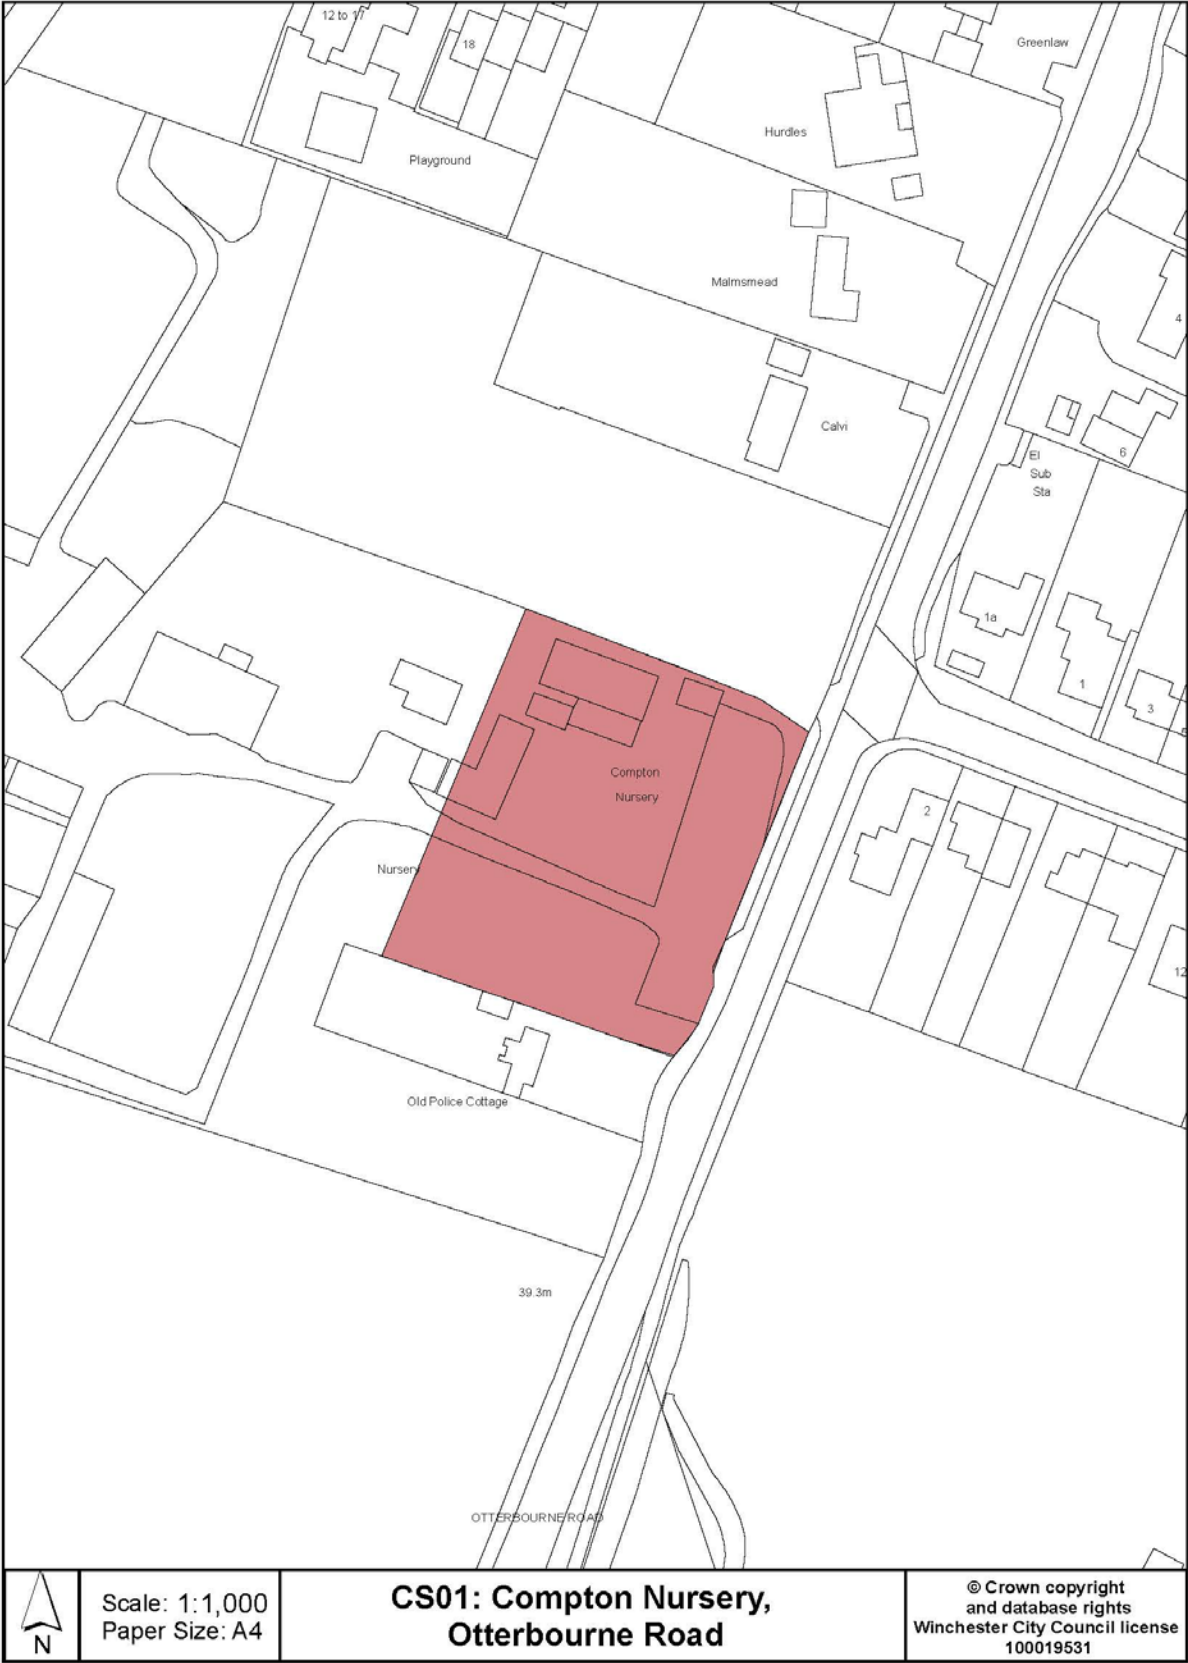 12 to 17
18
Greenlaw
Hurdles
Playground
Malmsmead
4
Calvi
6
El
Sub
Sta
1a
1
3
Compton
Nursery
2
Nursery
12
Old Police Cottage
39.3m
OTTERBOURNE ROAD
N
Scale: 1:1,000
Paper Size: A4
CS01: Compton Nursery,
Otterbourne Road
© Crown copyright
and database rights
Winchester City Council license
100019531